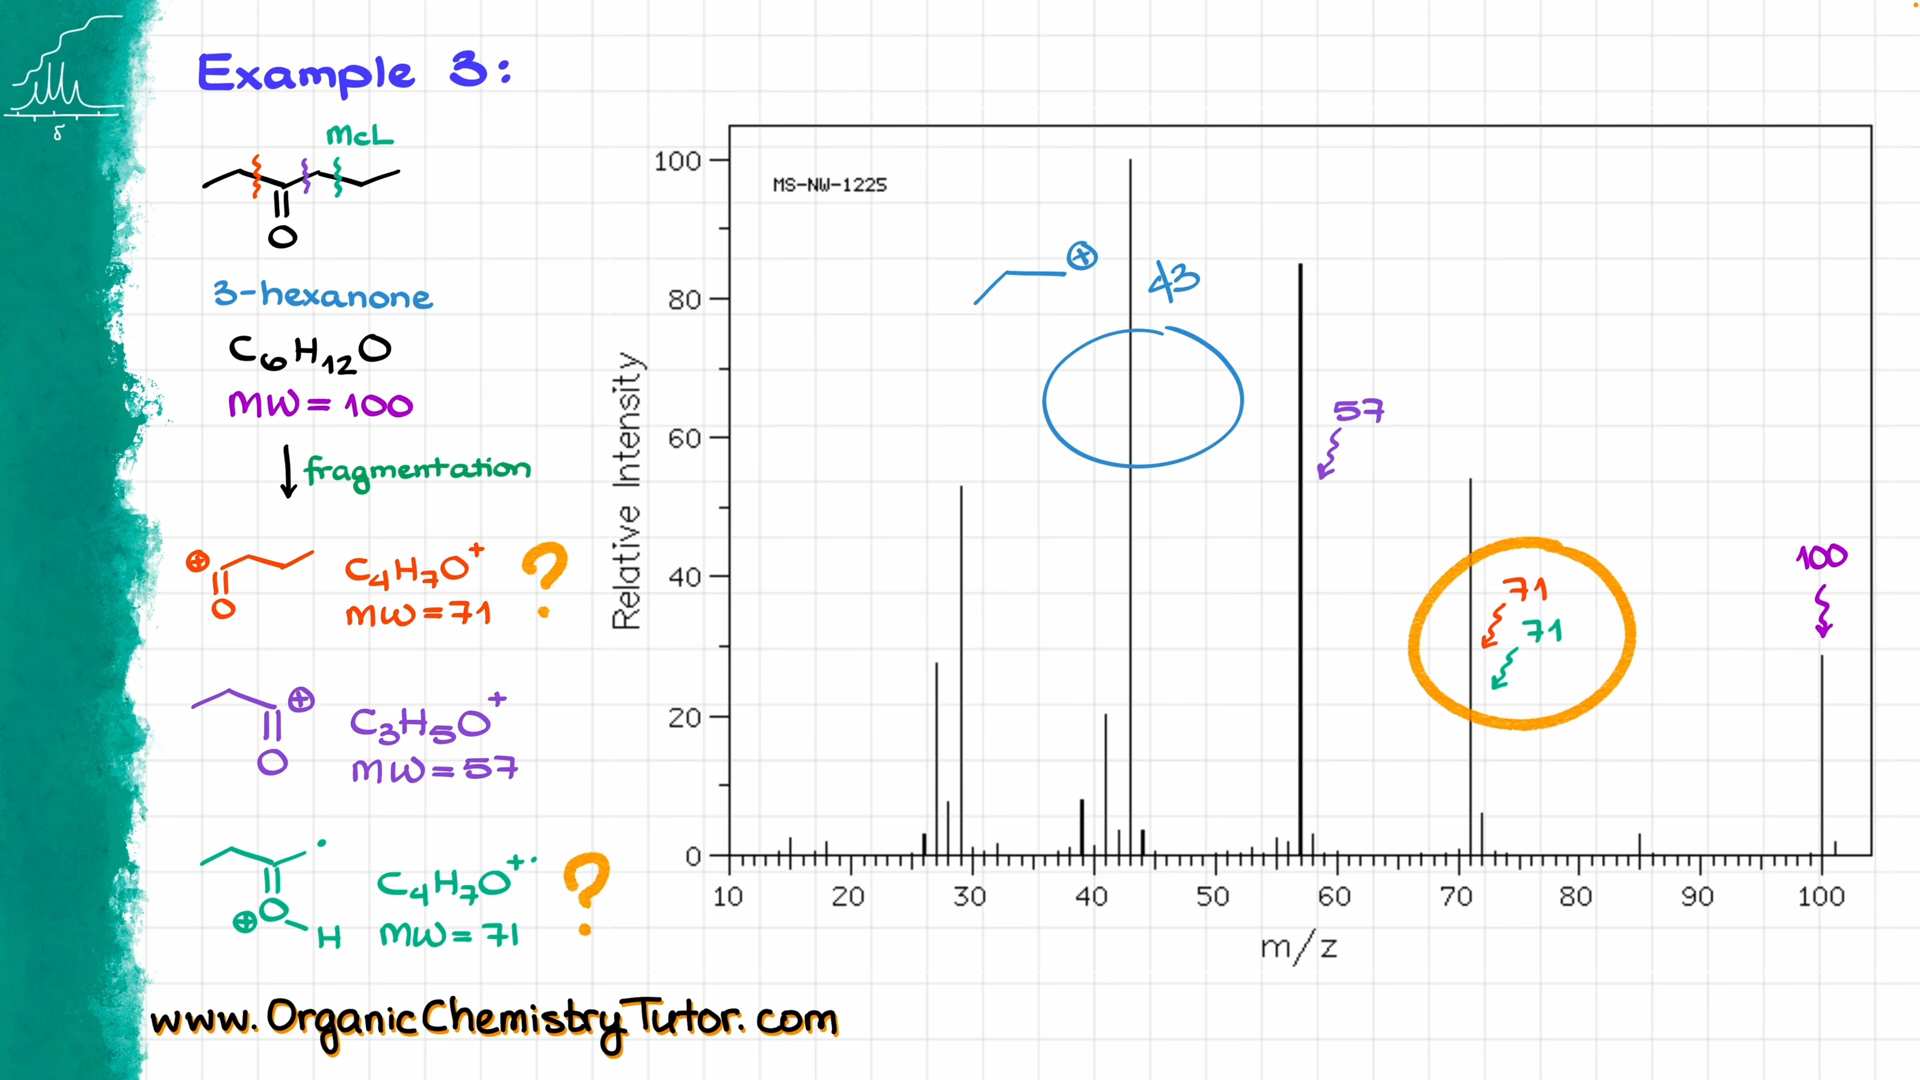 δ
Example 3:
McL
O
3-hexanone
C₆H₁₂O
MW = 100
fragmentation
⊕
O
C₄H₇O⁺
MW = 71
?
⊕
O
C₃H₅O⁺
MW = 57
C₄H₇O⁺·
MW = 71
?
⊕
O
H
www.OrganicChemistryTutor.com
MS-NW-1225
⊕
43
57
71
71
100
Relative Intensity
100
80
60
40
20
0
10 20 30 40 50 60 70 80 90 100
m/z